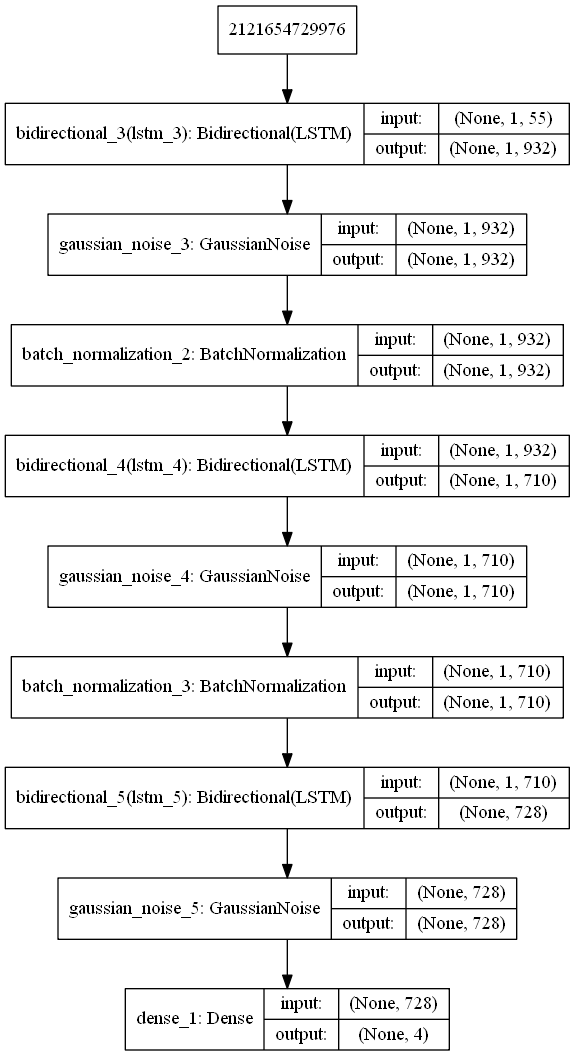 2121654729976
bidirectional_3(lstm_3): Bidirectional(LSTM)
input: (None, 1, 55)
output: (None, 1, 932)
gaussian_noise_3: GaussianNoise
input: (None, 1, 932)
output: (None, 1, 932)
batch_normalization_2: BatchNormalization
input: (None, 1, 932)
output: (None, 1, 932)
bidirectional_4(lstm_4): Bidirectional(LSTM)
input: (None, 1, 932)
output: (None, 1, 710)
gaussian_noise_4: GaussianNoise
input: (None, 1, 710)
output: (None, 1, 710)
batch_normalization_3: BatchNormalization
input: (None, 1, 710)
output: (None, 1, 710)
bidirectional_5(lstm_5): Bidirectional(LSTM)
input: (None, 1, 710)
output: (None, 728)
gaussian_noise_5: GaussianNoise
input: (None, 728)
output: (None, 728)
dense_1: Dense
input: (None, 728)
output: (None, 4)